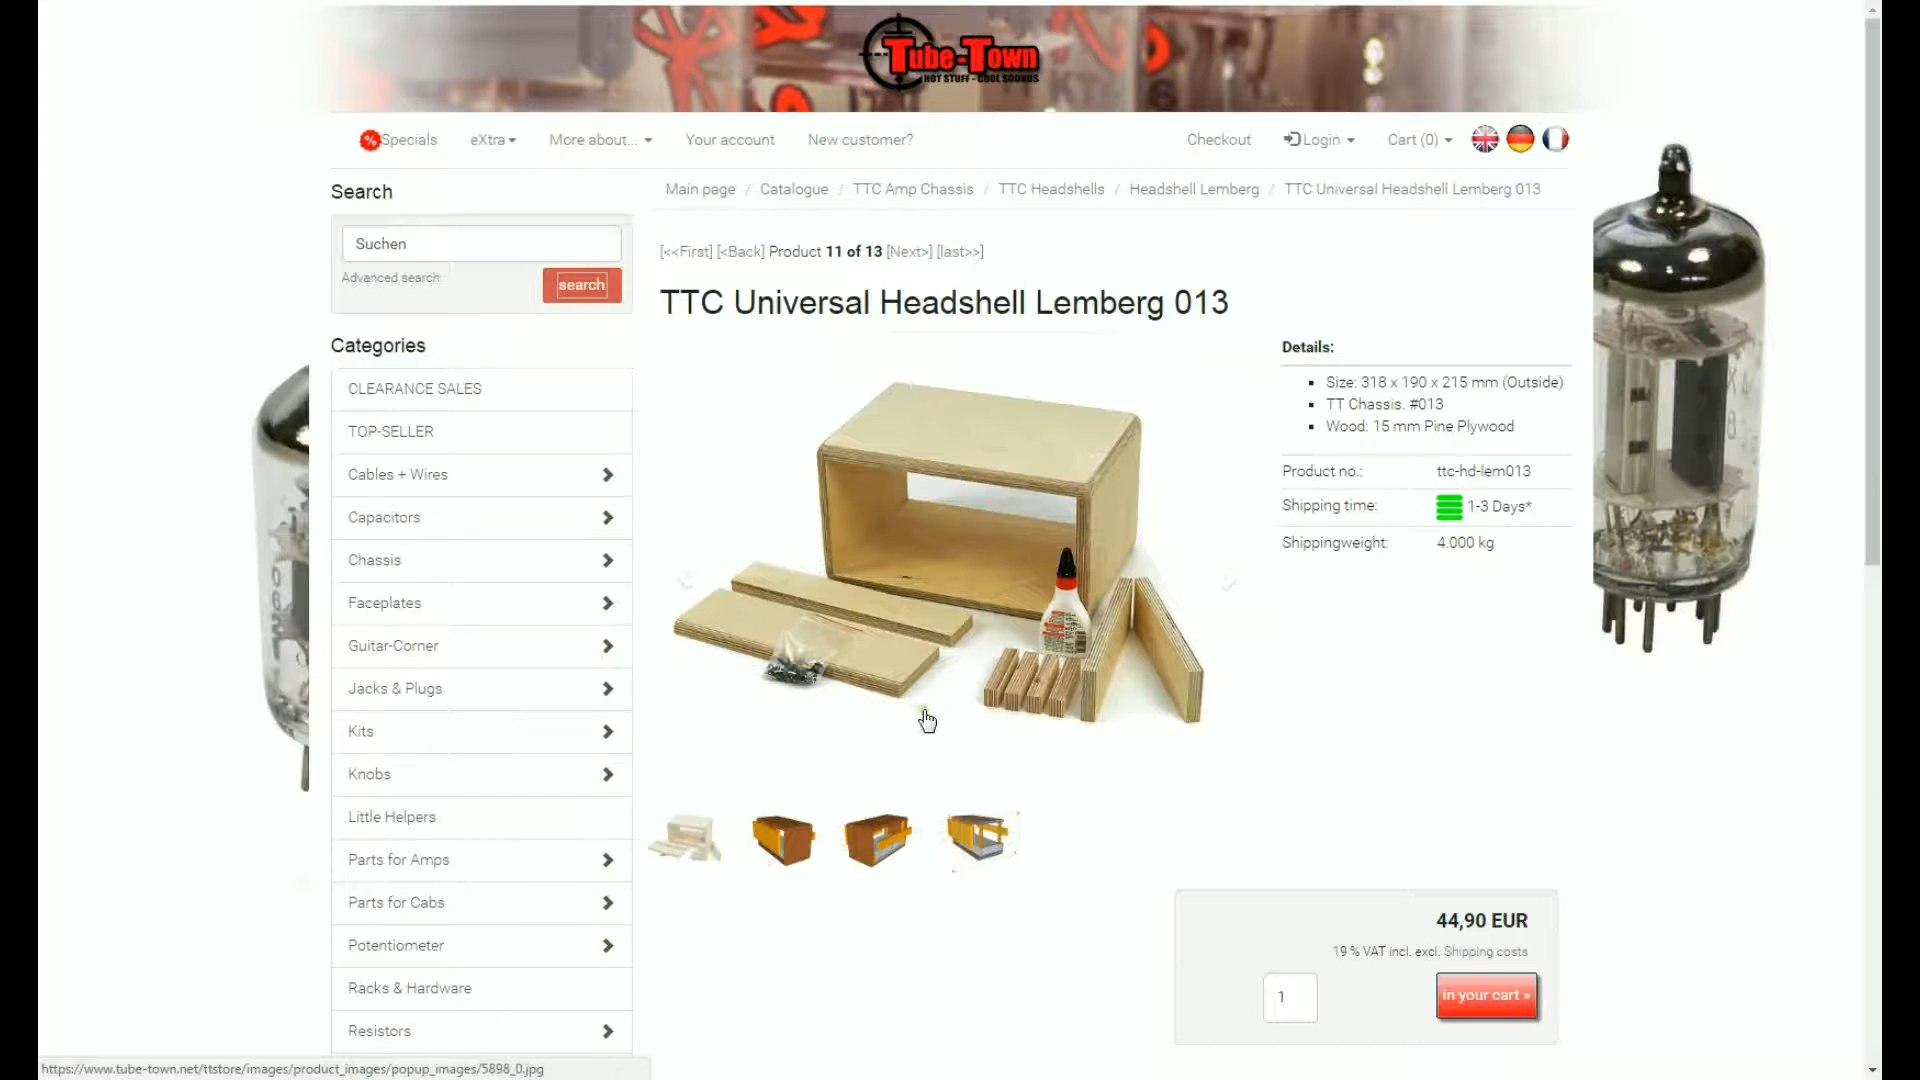 Tube-Town
HOT STUFF - COOL SOUNDS
% Specials
eXtra
More about...
Your account
New customer?
Checkout
Login
Cart (0)
Search
Main page / Catalogue / TTC Amp Chassis / TTC Headshells / Headshell Lemberg / TTC Universal Headshell Lemberg 013
Suchen
Advanced search:
search
[<<First] [<Back] Product 11 of 13 [Next>] [last>>]
TTC Universal Headshell Lemberg 013
Categories
CLEARANCE SALES
TOP-SELLER
Cables + Wires
Capacitors
Chassis
Faceplates
Guitar-Corner
Jacks & Plugs
Kits
Knobs
Little Helpers
Parts for Amps
Parts for Cabs
Potentiometer
Racks & Hardware
Resistors
Details:
Size: 318 x 190 x 215 mm (Outside)
TT Chassis. #013
Wood: 15 mm Pine Plywood
Product no.: ttc-hd-lem013
Shipping time: 1-3 Days*
Shippingweight: 4.000 kg
44,90 EUR
19 % VAT incl. excl. Shipping costs
1
in your cart »
https://www.tube-town.net/ttstore/images/product_images/popup_images/5898_0.jpg